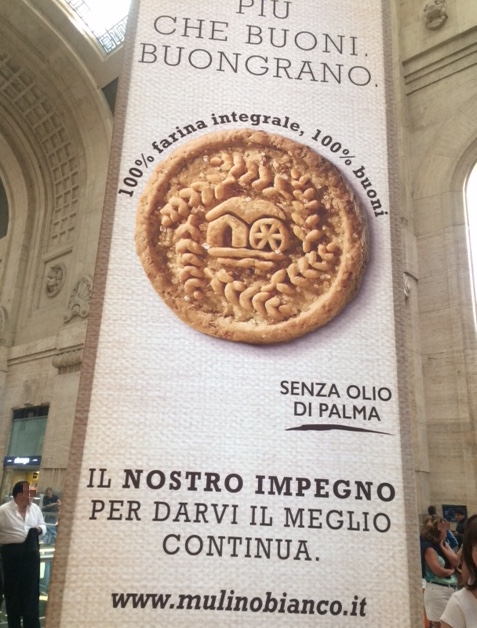 PIÙ
CHE BUONI.
BUONGRANO.
100% farina integrale, 100% buoni
SENZA OLIO
DI PALMA
IL NOSTRO IMPEGNO
PER DARVI IL MEGLIO
CONTINUA.
www.mulinobianco.it